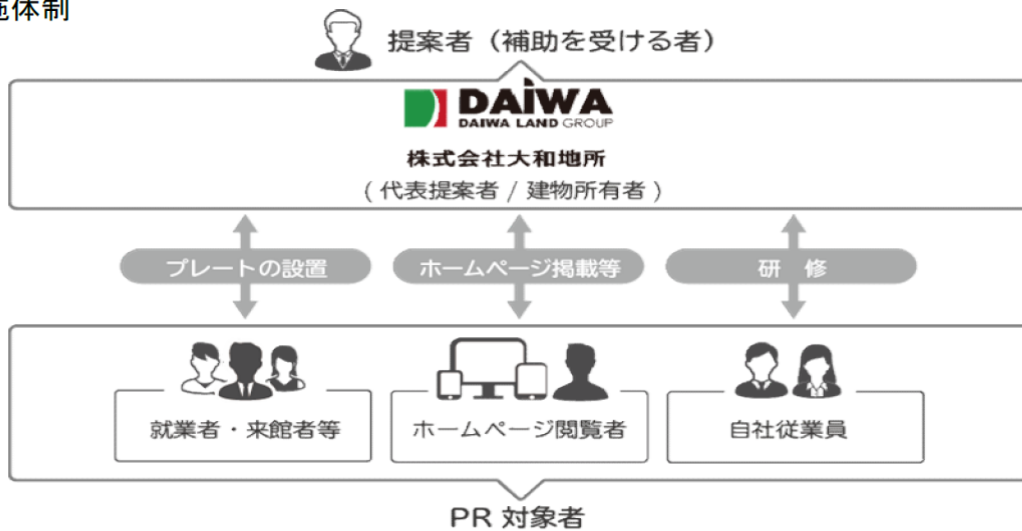 施体制
提案者（補助を受ける者）
DAiWA
DAIWA LAND GROUP
株式会社大和地所
( 代表提案者 / 建物所有者 )
プレートの設置
ホームページ掲載等
研　修
就業者・来館者等
ホームページ閲覧者
自社従業員
PR 対象者